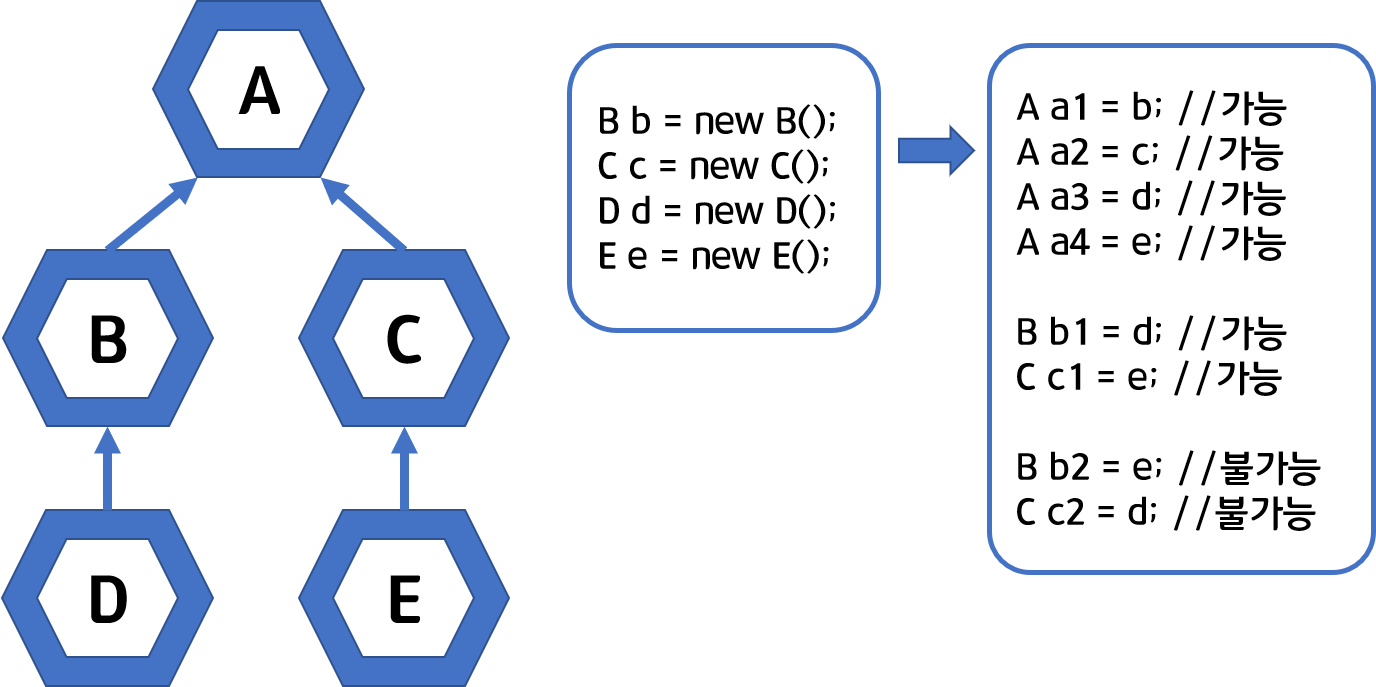 A
B
C
D
E
B b = new B();
C c = new C();
D d = new D();
E e = new E();
A a1 = b; //가능
A a2 = c; //가능
A a3 = d; //가능
A a4 = e; //가능
B b1 = d; //가능
C c1 = e; //가능
B b2 = e; //불가능
C c2 = d; //불가능